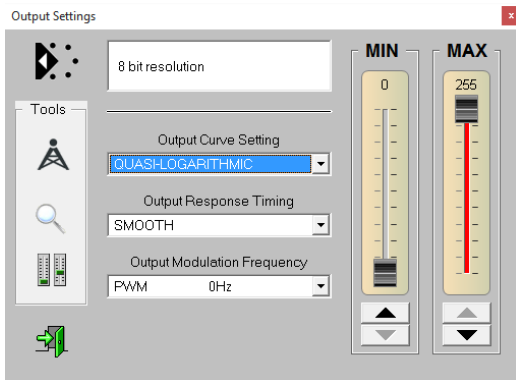 Output Settings
x
8 bit resolution
MIN
MAX
0
255
Tools
Output Curve Setting
QUASI-LOGARITHMIC
Output Response Timing
SMOOTH
Output Modulation Frequency
PWM 0Hz